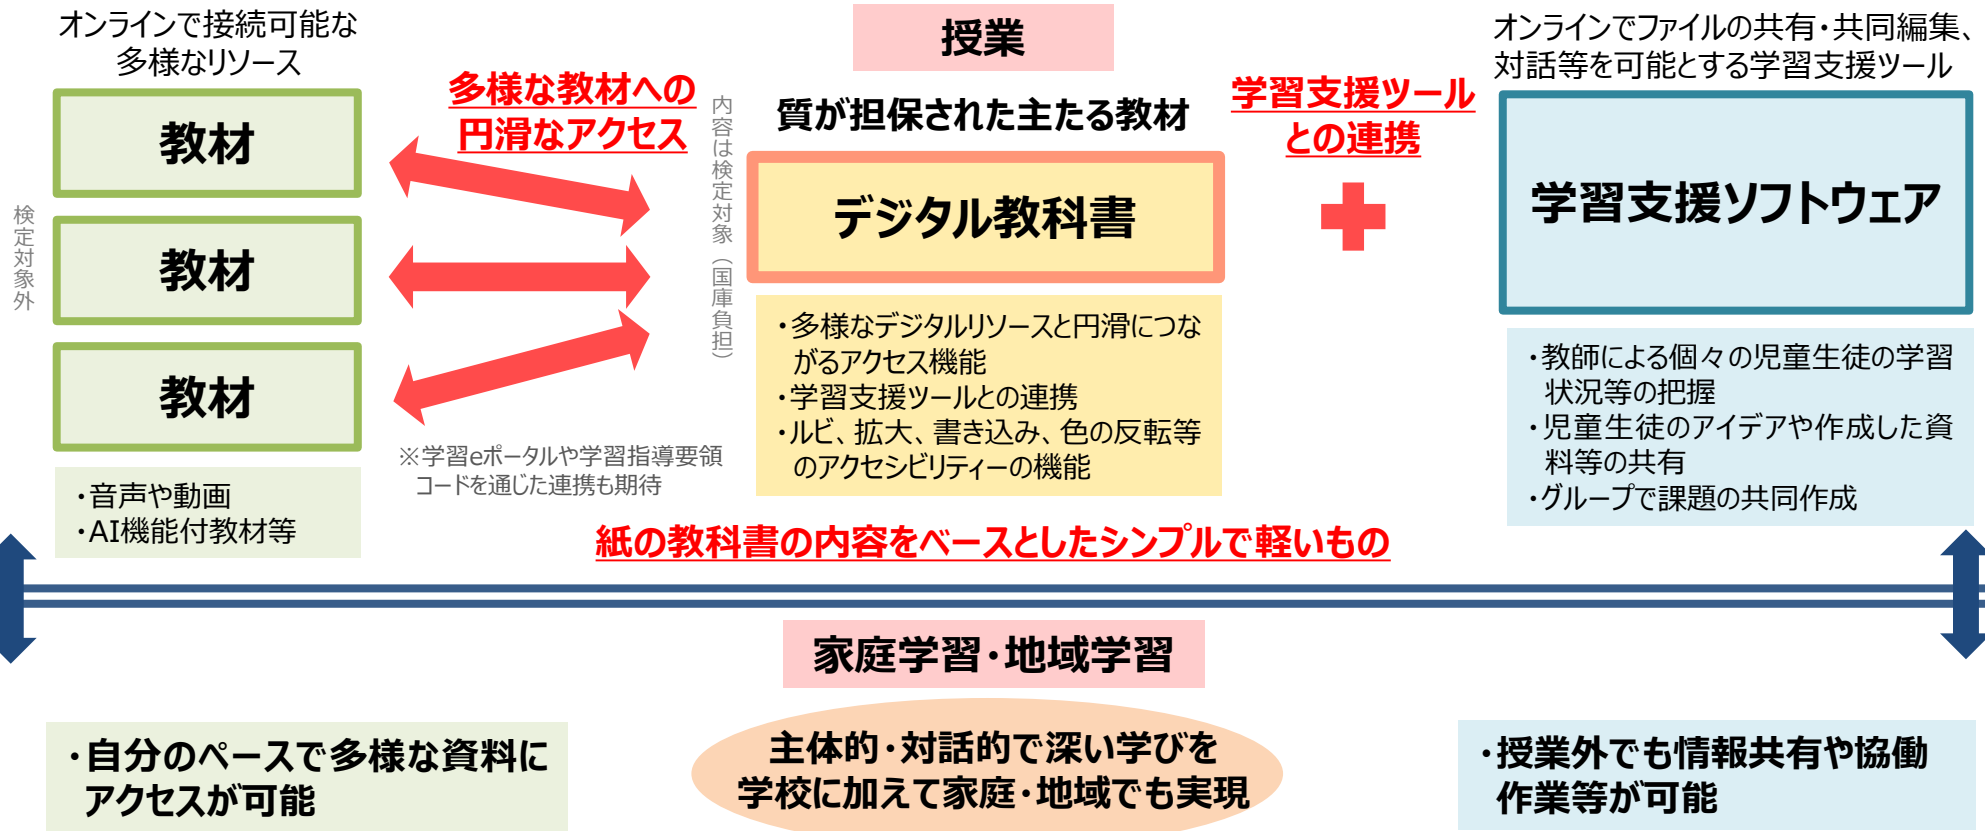 オンラインで接続可能な
多様なリソース
教材
教材
教材
検定対象外
・音声や動画
・AI機能付教材等
多様な教材への
円滑なアクセス
※学習eポータルや学習指導要領
コードを通じた連携も期待
内容は検定対象（国庫負担）
授業
質が担保された主たる教材
デジタル教科書
・多様なデジタルリソースと円滑につな
がるアクセス機能
・学習支援ツールとの連携
・ルビ、拡大、書き込み、色の反転等
のアクセシビリティーの機能
学習支援ツール
との連携
オンラインでファイルの共有・共同編集、
対話等を可能とする学習支援ツール
学習支援ソフトウェア
・教師による個々の児童生徒の学習
状況等の把握
・児童生徒のアイデアや作成した資
料等の共有
・グループで課題の共同作成
紙の教科書の内容をベースとしたシンプルで軽いもの
家庭学習・地域学習
・自分のペースで多様な資料に
アクセスが可能
主体的・対話的で深い学びを
学校に加えて家庭・地域でも実現
・授業外でも情報共有や協働
作業等が可能